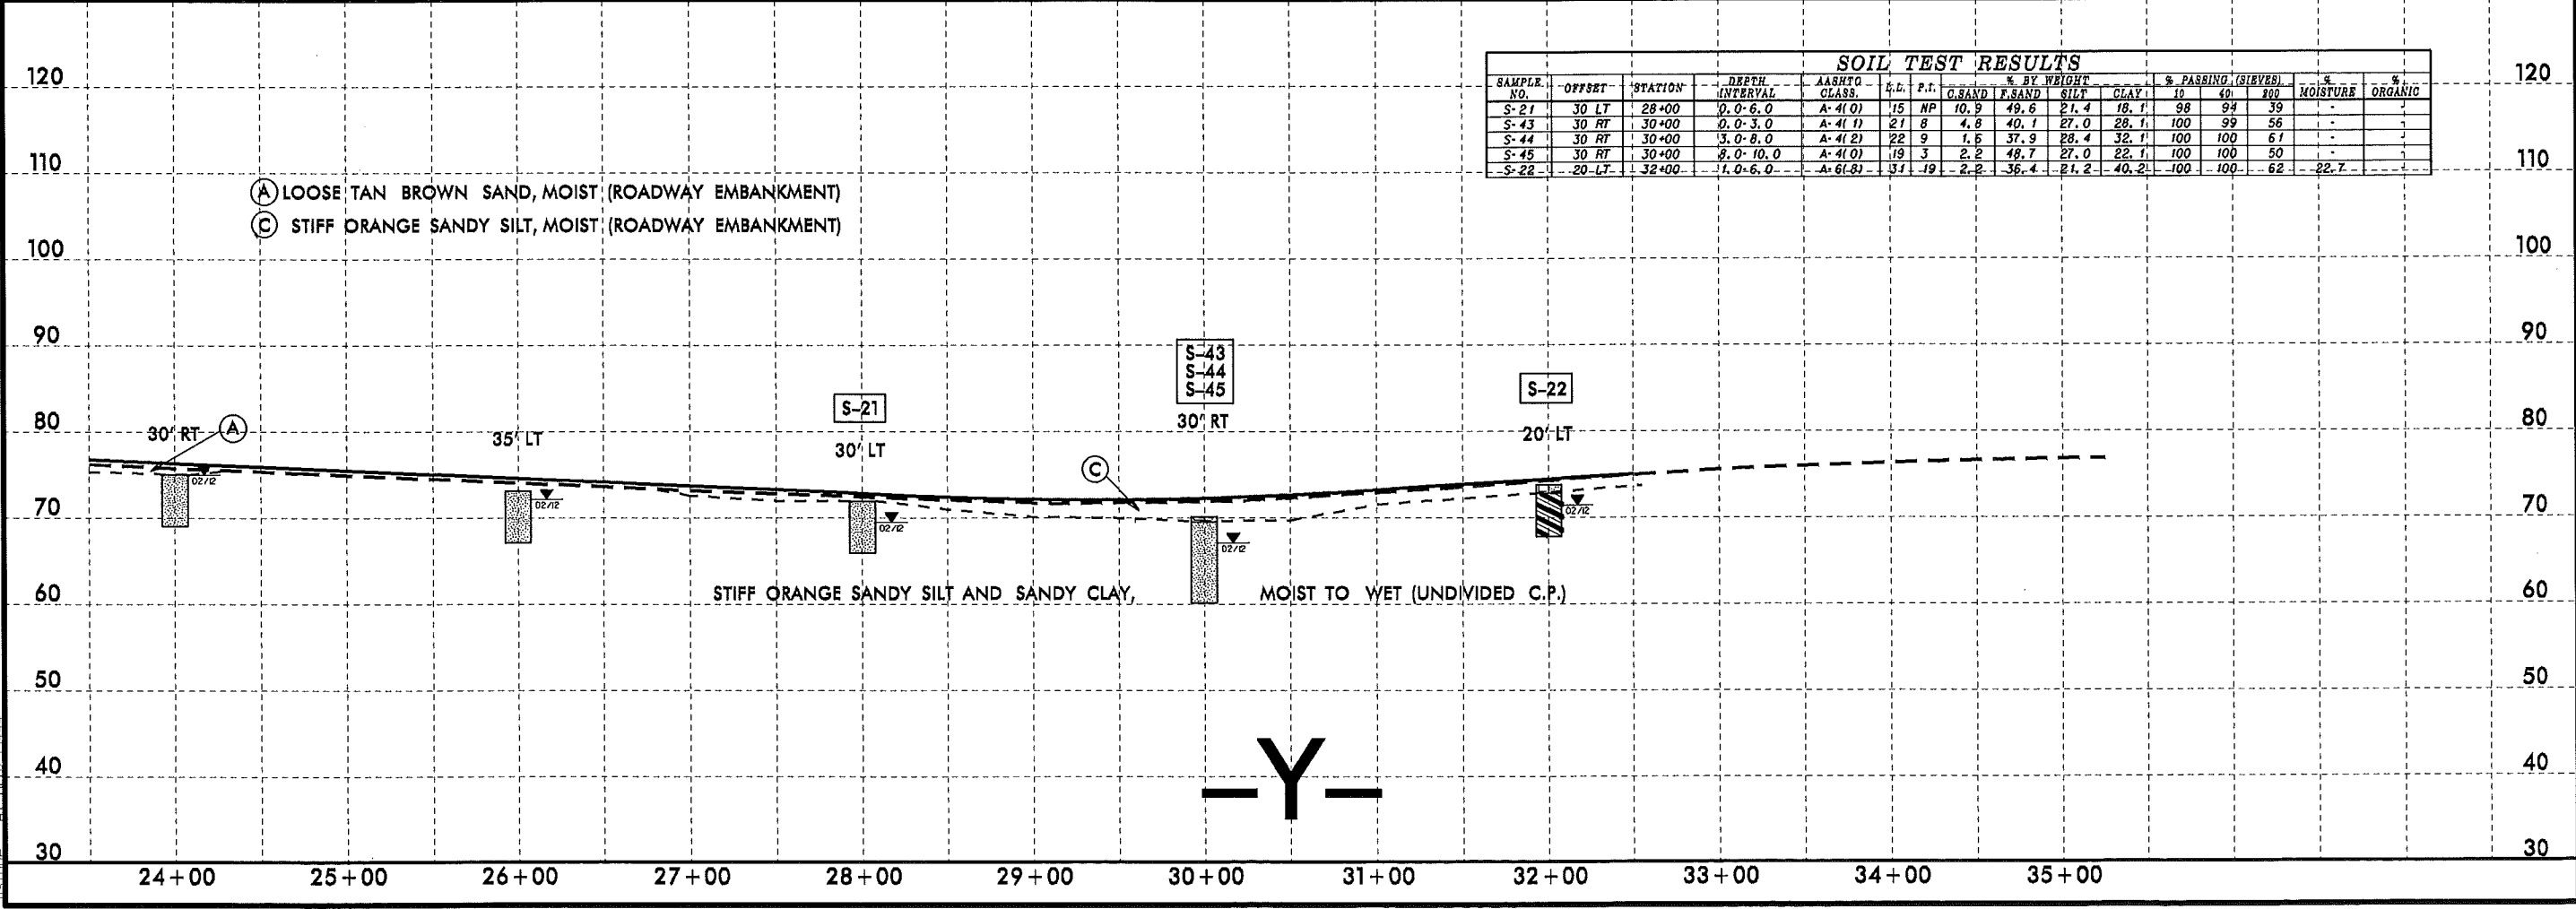 SOIL TEST RESULTS
SAMPLE NO. OFFSET STATION DEPTH INTERVAL AASHTO CLASS. L.L. P.I. % BY WEIGHT % PASSING (SIEVES) % MOISTURE % ORGANIC
C.SAND F.SAND SILT CLAY 10 40 200
S-21 30 LT 28+00 0.0-6.0 A-4(0) 15 NP 10.9 49.6 21.4 18.1 98 94 39 - -
S-43 30 RT 30+00 0.0-3.0 A-4(1) 21 8 4.8 40.1 27.0 28.1 100 99 56 - -
S-44 30 RT 30+00 3.0-8.0 A-4(2) 22 9 1.6 37.9 28.4 32.1 100 100 61 - -
S-45 30 RT 30+00 8.0-10.0 A-4(0) 19 3 2.2 48.7 27.0 22.1 100 100 50 - -
S-22 20 LT 32+00 1.0-6.0 A-6(8) 31 19 2.2 36.4 21.2 40.2 100 100 62 22.7 -
120 120
110 110
A LOOSE TAN BROWN SAND, MOIST (ROADWAY EMBANKMENT)
C STIFF ORANGE SANDY SILT, MOIST (ROADWAY EMBANKMENT)
100 100
90 90
S-43
S-44
S-45
30' RT
S-22
20' LT
S-21
30' LT
80 80
30' RT A
35' LT
C
02/12
02/12
02/12
02/12
02/12
70 70
60 60
STIFF ORANGE SANDY SILT AND SANDY CLAY, MOIST TO WET (UNDIVIDED C.P.)
50 50
40 40
-Y-
30 30
24+00 25+00 26+00 27+00 28+00 29+00 30+00 31+00 32+00 33+00 34+00 35+00